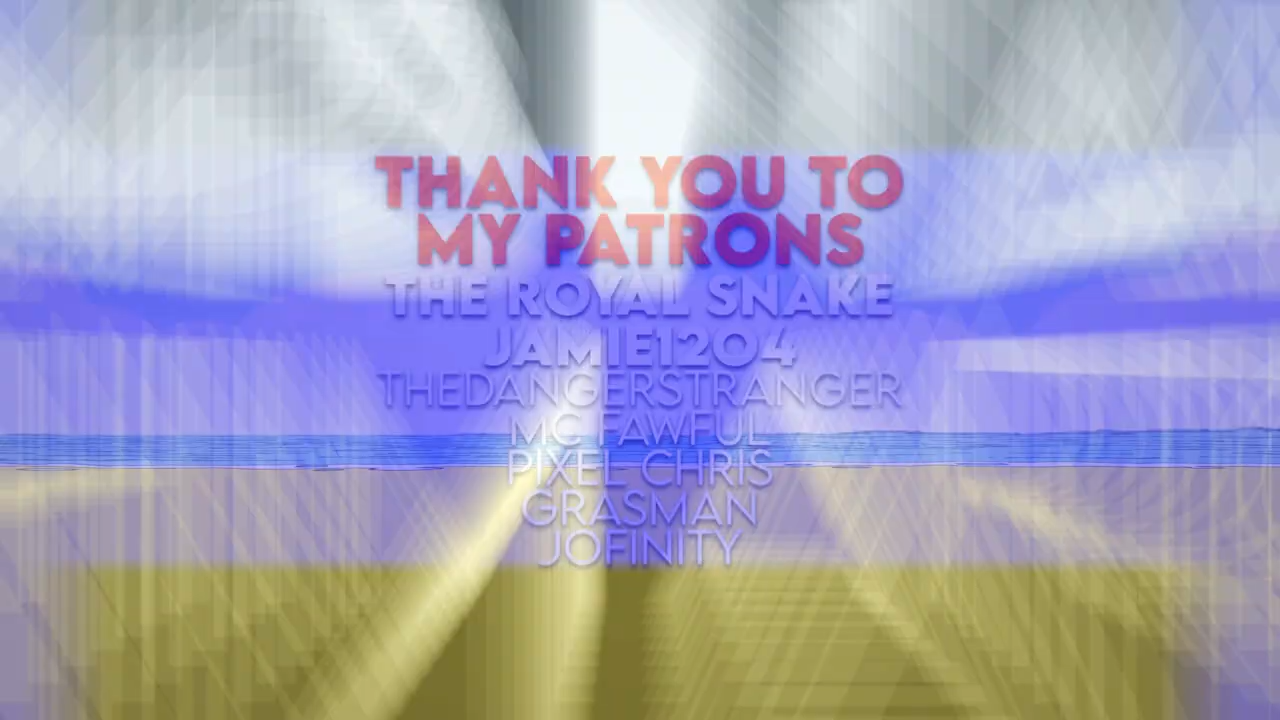 THANK YOU TO
MY PATRONS
THE ROYAL SNAKE
JAMIE1204
THEDANGERSTRANGER
MC FAWFUL
PIXEL CHRIS
GRASMAN
JOFINITY